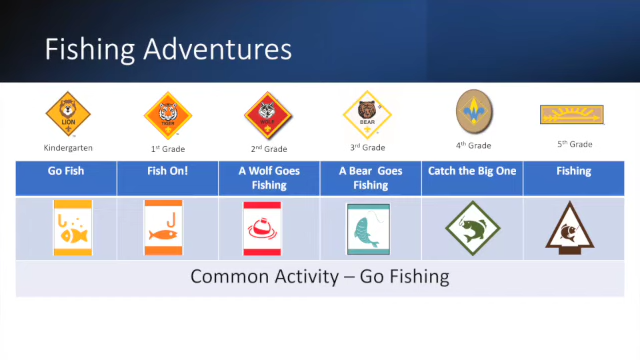 Fishing Adventures
LION
TIGER
WOLF
BEAR
Kindergarten
1st Grade
2nd Grade
3rd Grade
4th Grade
5th Grade
Go Fish
Fish On!
A Wolf Goes
Fishing
A Bear Goes
Fishing
Catch the Big One
Fishing
Common Activity – Go Fishing